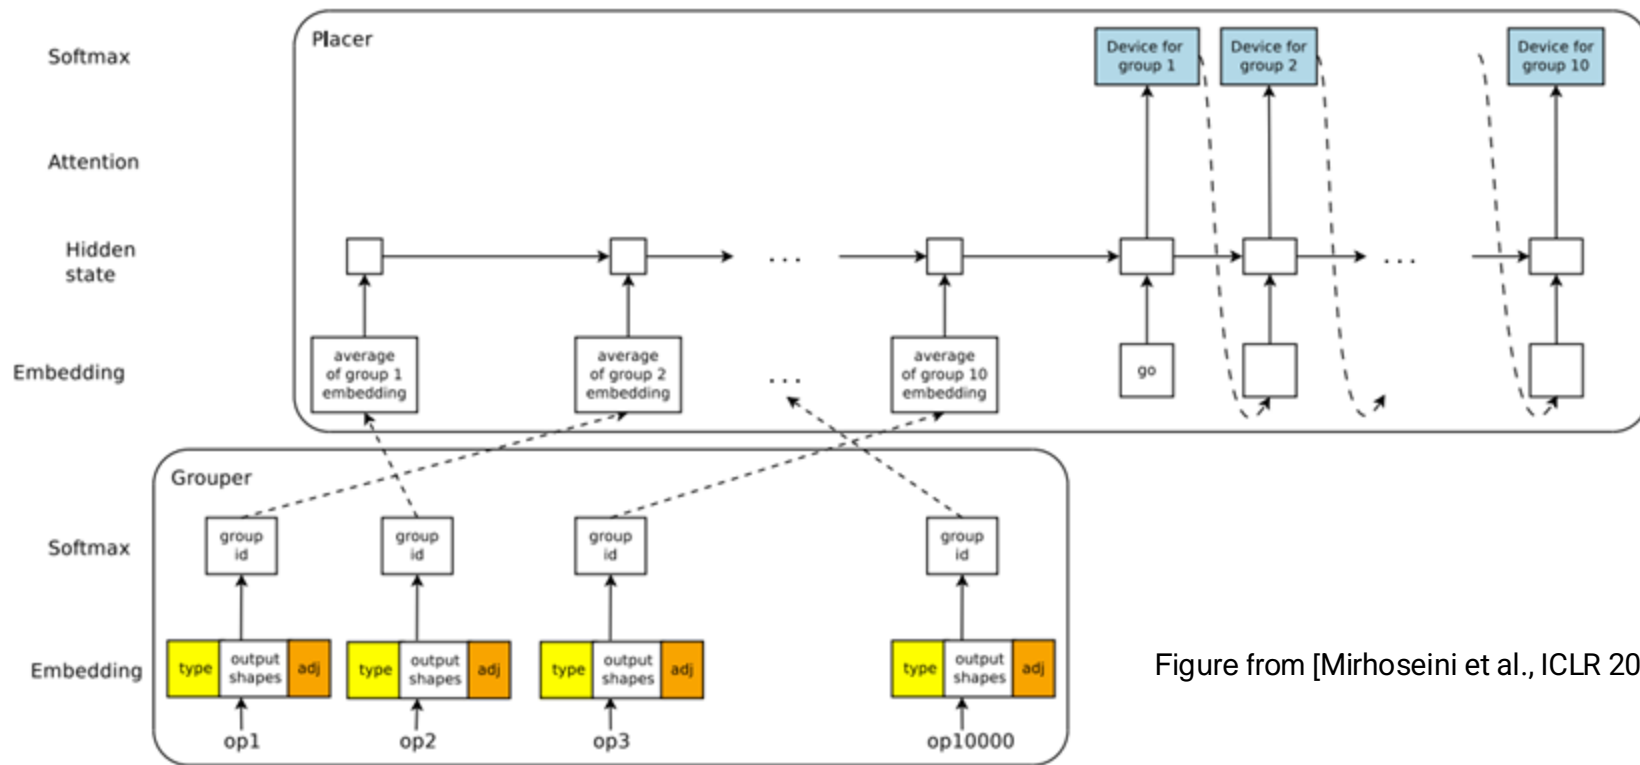 Placer
Softmax
Device for
group 1
Device for
group 2
Device for
group 10
Attention
Hidden
state
...
...
Embedding
average
of group 1
embedding
average
of group 2
embedding
...
average
of group 10
embedding
go
Grouper
Softmax
group
id
group
id
group
id
group
id
Embedding
type
output
shapes
adj
type
output
shapes
adj
type
output
shapes
adj
type
output
shapes
adj
op1
op2
op3
op10000
Figure from [Mirhoseini et al., ICLR 20